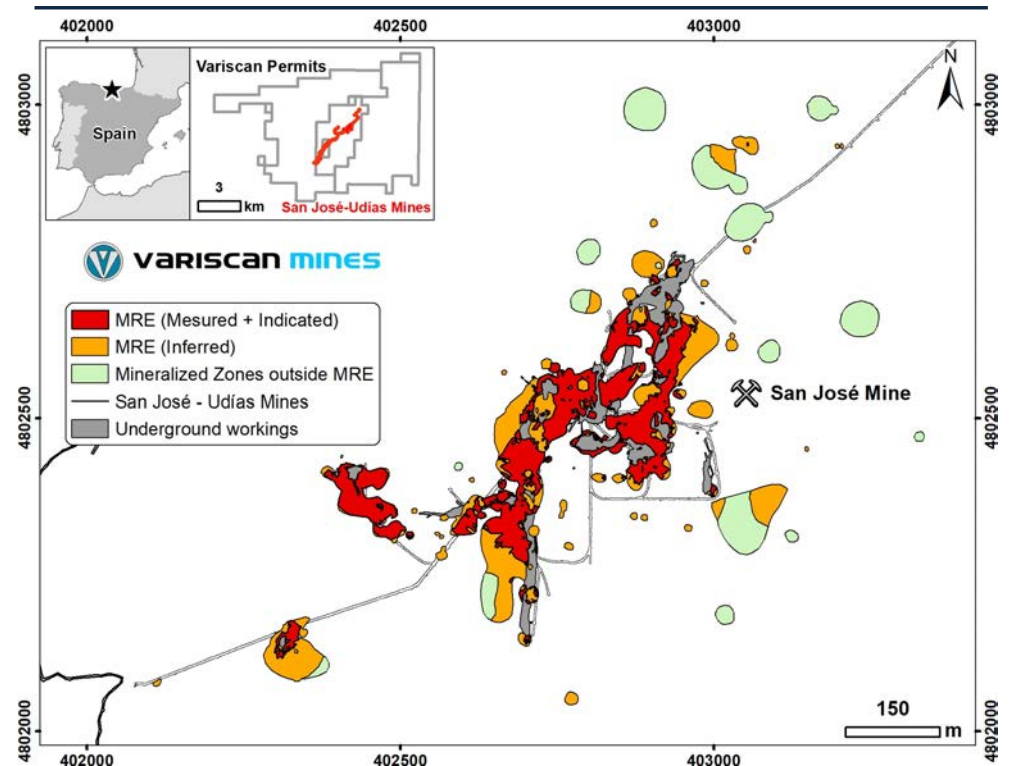 402000 402500 403000
4803000 4803000
N
Spain
Variscan Permits
3
km
San José-Udías Mines
V VARISCAN MINES
MRE (Mesured + Indicated)
MRE (Inferred)
Mineralized Zones outside MRE
San José - Udías Mines
Underground workings
San José Mine
4802500 4802500
150
m
4802000 4802000
402000 402500 403000